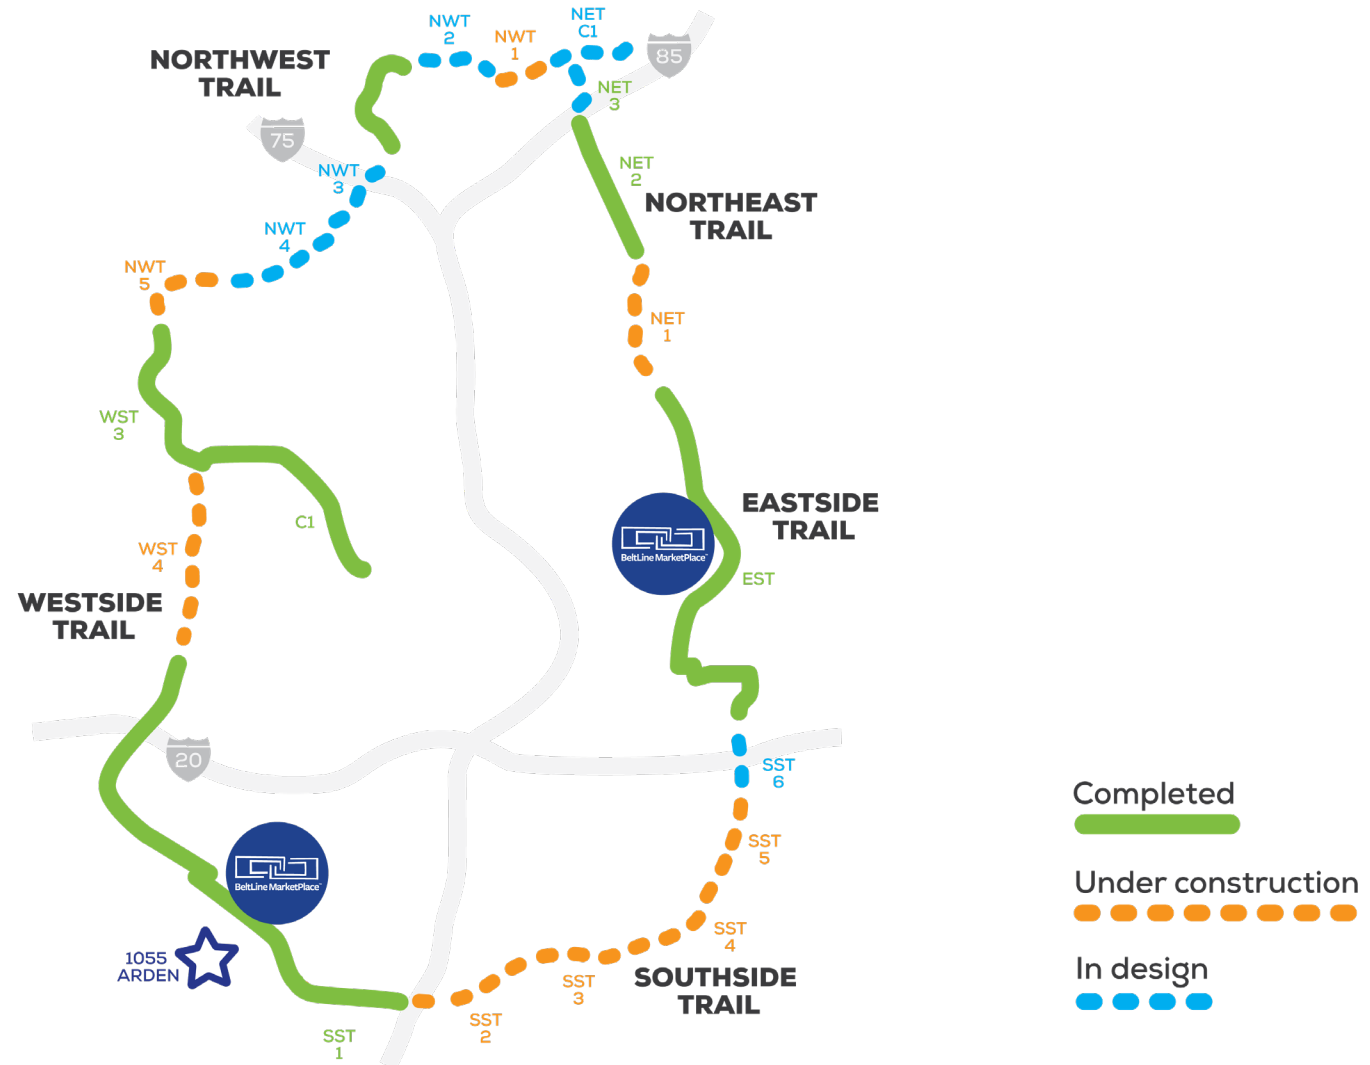 NWT
2
NET
C1
NWT
1
85
NORTHWEST
TRAIL
NET
3
75
NWT
3
NET
2
NORTHEAST
TRAIL
NWT
4
NWT
5
NET
1
WST
3
EASTSIDE
TRAIL
C1
BeltLine MarketPlace™
WST
4
EST
WESTSIDE
TRAIL
20
SST
6
Completed
SST
5
BeltLine MarketPlace™
Under construction
SST
4
1055
ARDEN
In design
SST
3
SOUTHSIDE
TRAIL
SST
2
SST
1